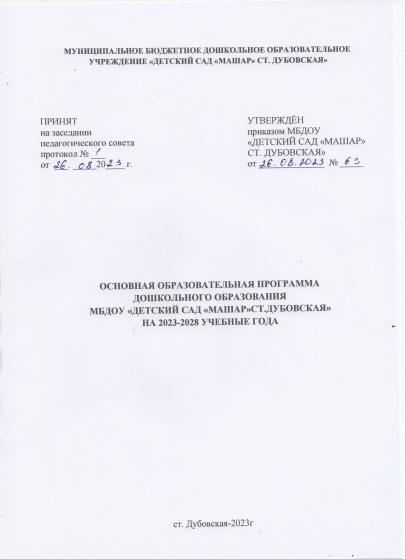 МУНИЦИПАЛЬНОЕ БЮДЖЕТНОЕ ДОШКОЛЬНОЕ ОБРАЗОВАТЕЛЬНОЕ
УЧРЕЖДЕНИЕ «ДЕТСКИЙ САД «МАШАР» СТ. ДУБОВСКАЯ»
ПРИНЯТ
на заседании
педагогического совета
протокол № 1
от 26. 08 2023 г.
УТВЕРЖДЁН
приказом МБДОУ
«ДЕТСКИЙ САД «МАШАР»
СТ. ДУБОВСКАЯ»
от 26.08.2023 № 63
ОСНОВНАЯ ОБРАЗОВАТЕЛЬНАЯ ПРОГРАММА
ДОШКОЛЬНОГО ОБРАЗОВАНИЯ
МБДОУ «ДЕТСКИЙ САД «МАШАР»СТ.ДУБОВСКАЯ»
НА 2023-2028 УЧЕБНЫЕ ГОДА
ст. Дубовская-2023г